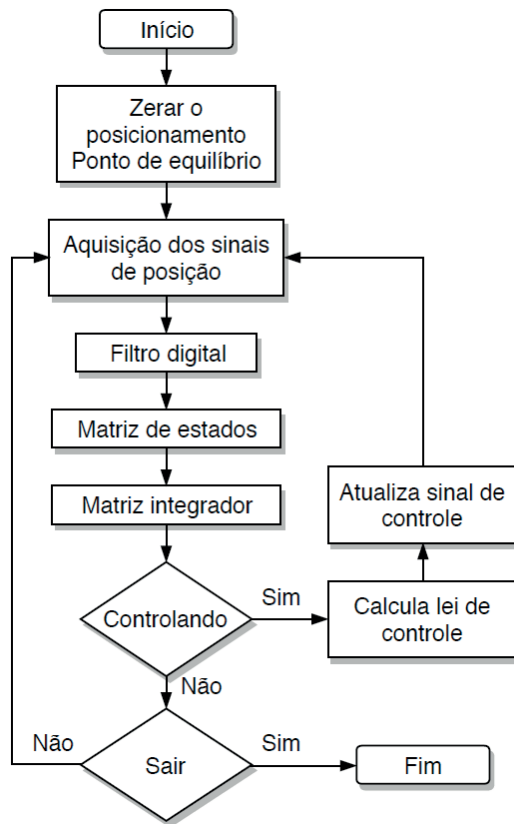 Início
Zerar o
posicionamento
Ponto de equilíbrio
Aquisição dos sinais
de posição
Filtro digital
Matriz de estados
Matriz integrador
Atualiza sinal de
controle
Controlando
Sim
Calcula lei de
controle
Não
Não
Sair
Sim
Fim